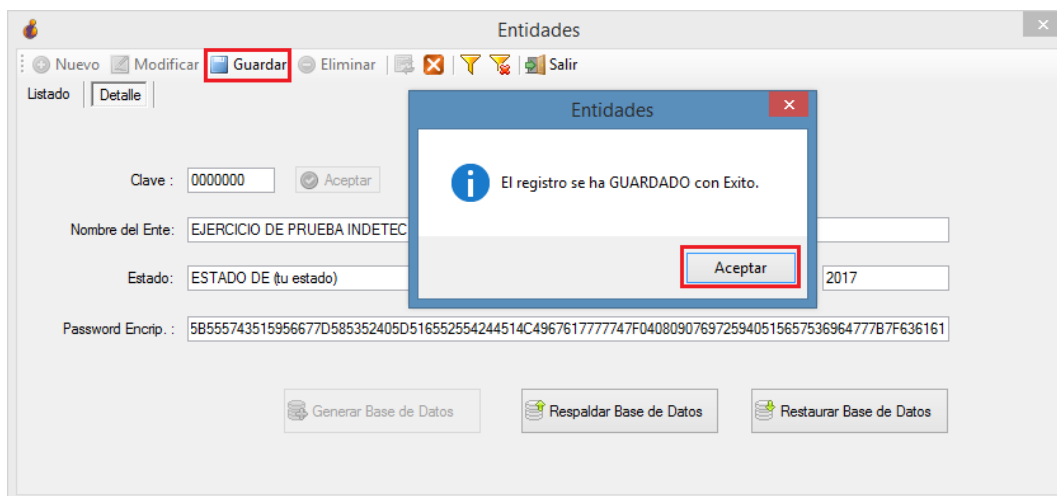 Entidades
Nuevo Modificar Guardar Eliminar Salir
Listado Detalle
Entidades
El registro se ha GUARDADO con Exito.
Aceptar
Clave : 0000000 Aceptar
Nombre del Ente: EJERCICIO DE PRUEBA INDETEC
Estado: ESTADO DE (tu estado) 2017
Password Encrip. : 5B555743515956677D585352405D516552554244514C4967617777747F040809076972594051565753696477​7B7F636161
Generar Base de Datos Respaldar Base de Datos Restaurar Base de Datos